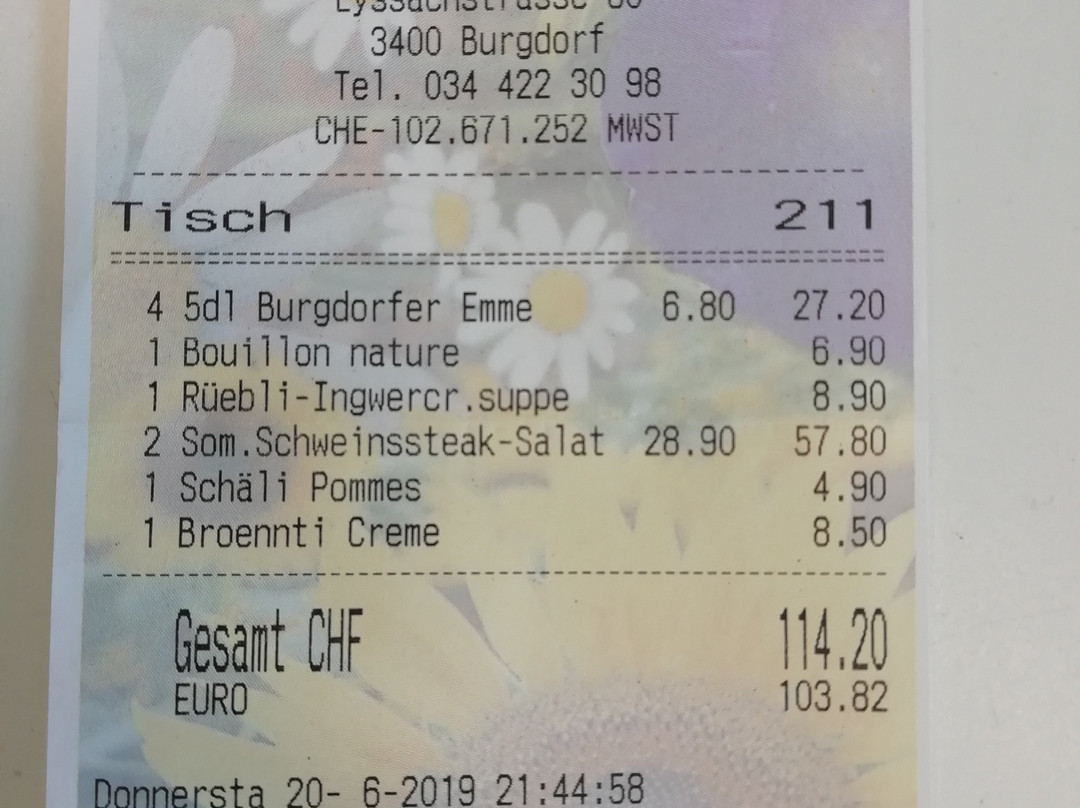 3400 Burgdorf
Tel. 034 422 30 98
CHE-102.671.252 MWST
Tisch 211
4 5dl Burgdorfer Emme 6.80 27.20
1 Bouillon nature 6.90
1 Rüebli-Ingwercr.suppe 8.90
2 Som.Schweinssteak-Salat 28.90 57.80
1 Schäli Pommes 4.90
1 Broennti Creme 8.50
Gesamt CHF 114.20
EURO 103.82
Donnersta 20- 6-2019 21:44:58